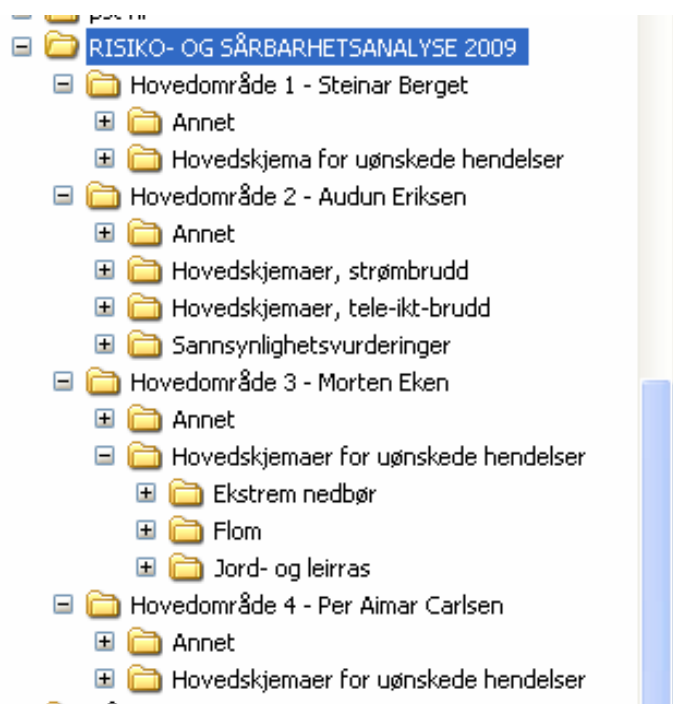 RISIKO- OG SÅRBARHETSANALYSE 2009
Hovedområde 1 - Steinar Berget
Annet
Hovedskjema for uønskede hendelser
Hovedområde 2 - Audun Eriksen
Annet
Hovedskjemaer, strømbrudd
Hovedskjemaer, tele-ikt-brudd
Sannsynlighetsvurderinger
Hovedområde 3 - Morten Eken
Annet
Hovedskjemaer for uønskede hendelser
Ekstrem nedbør
Flom
Jord- og leirras
Hovedområde 4 - Per Aimar Carlsen
Annet
Hovedskjemaer for uønskede hendelser